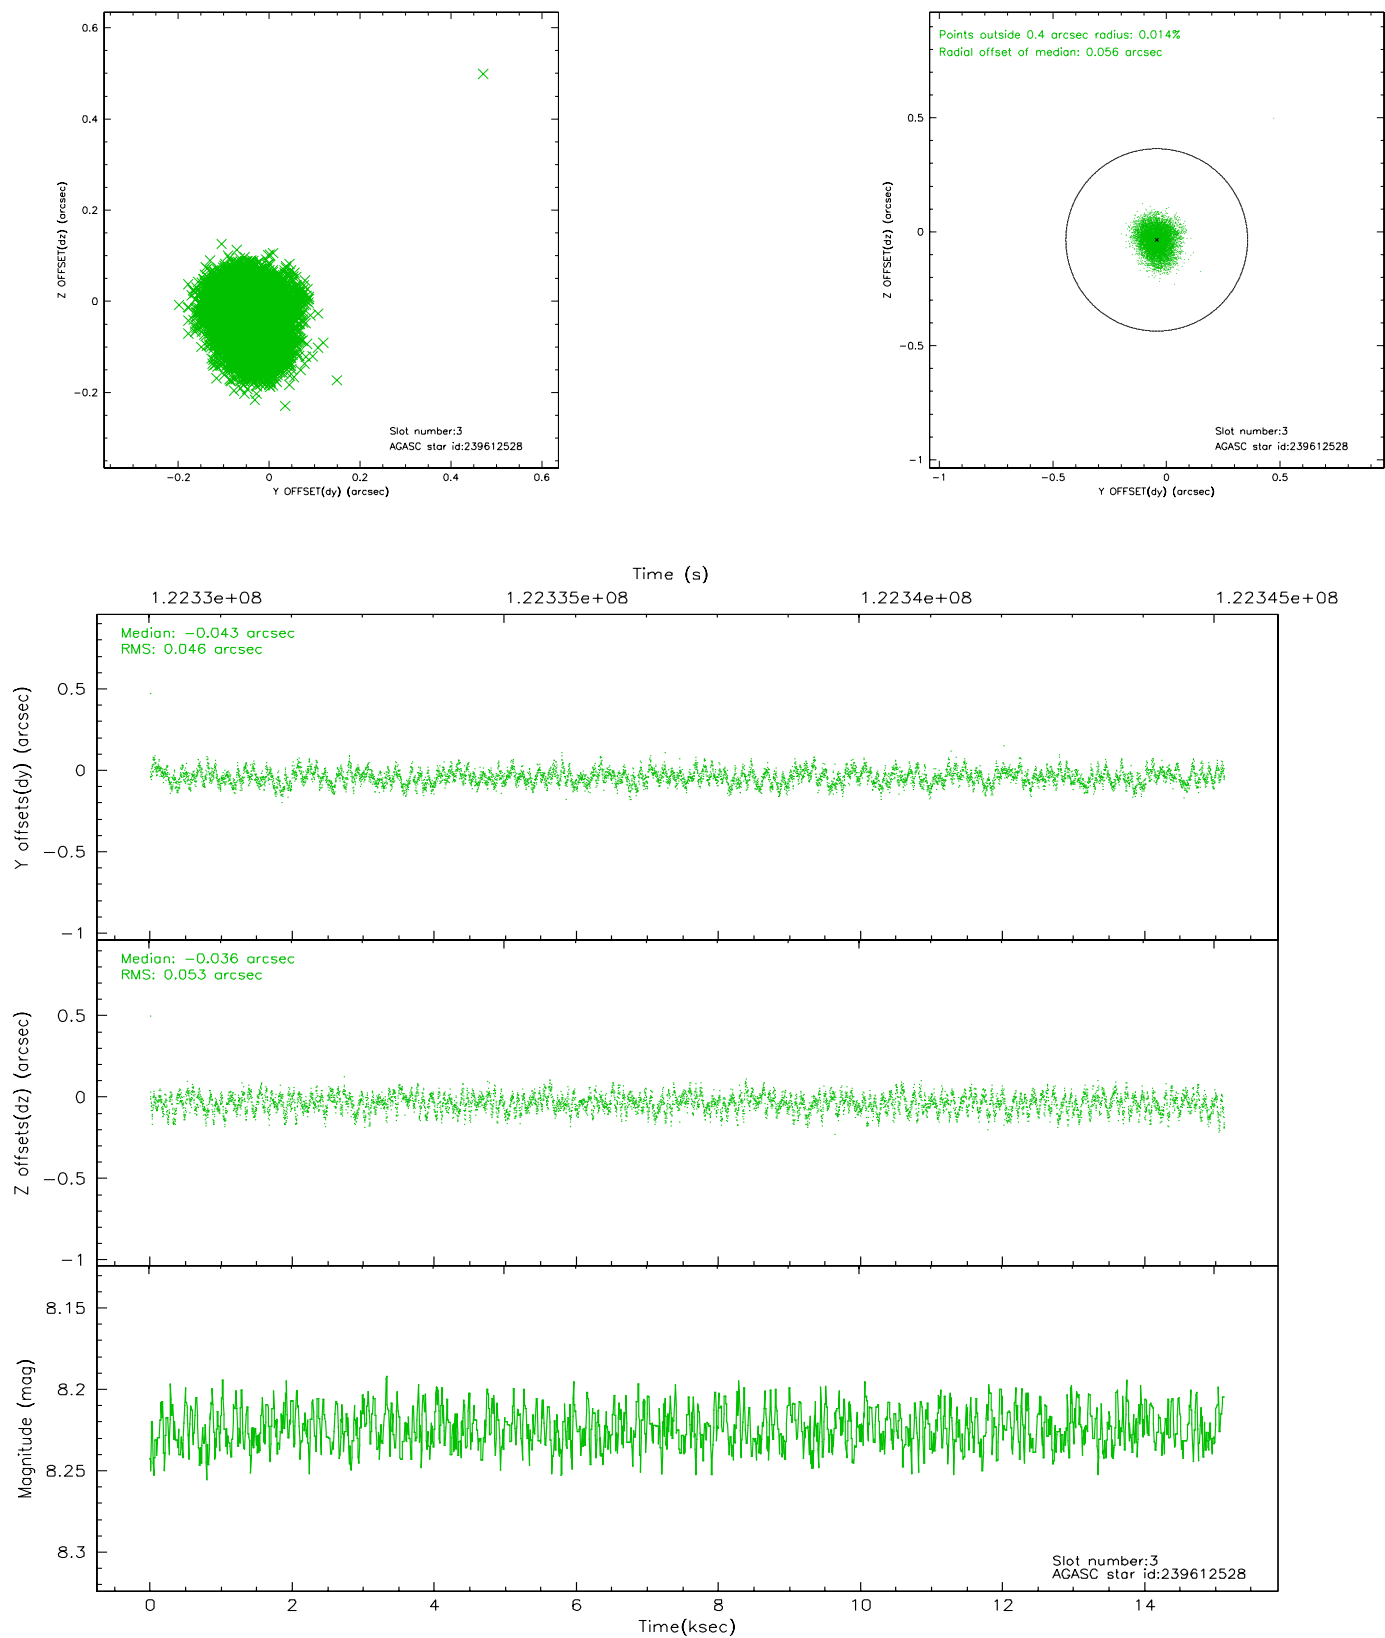 0.6
0.4
0.2
0
−0.2
Z OFFSET(dz) (arcsec)
Slot number:3
AGASC star id:239612528
−0.2 0 0.2 0.4 0.6
Y OFFSET(dy) (arcsec)
Points outside 0.4 arcsec radius: 0.014%
Radial offset of median: 0.056 arcsec
0.5
0
−0.5
−1
Z OFFSET(dz) (arcsec)
Slot number:3
AGASC star id:239612528
−1 −0.5 0 0.5
Y OFFSET(dy) (arcsec)
Time (s)
1.2233e+08 1.22335e+08 1.2234e+08 1.22345e+08
Median: −0.043 arcsec
RMS: 0.046 arcsec
0.5
0
−0.5
−1
Y offsets(dy) (arcsec)
Median: −0.036 arcsec
RMS: 0.053 arcsec
0.5
0
−0.5
−1
Z offsets(dz) (arcsec)
8.15
8.2
8.25
8.3
Magnitude (mag)
Slot number:3
AGASC star id:239612528
0 2 4 6 8 10 12 14
Time(ksec)